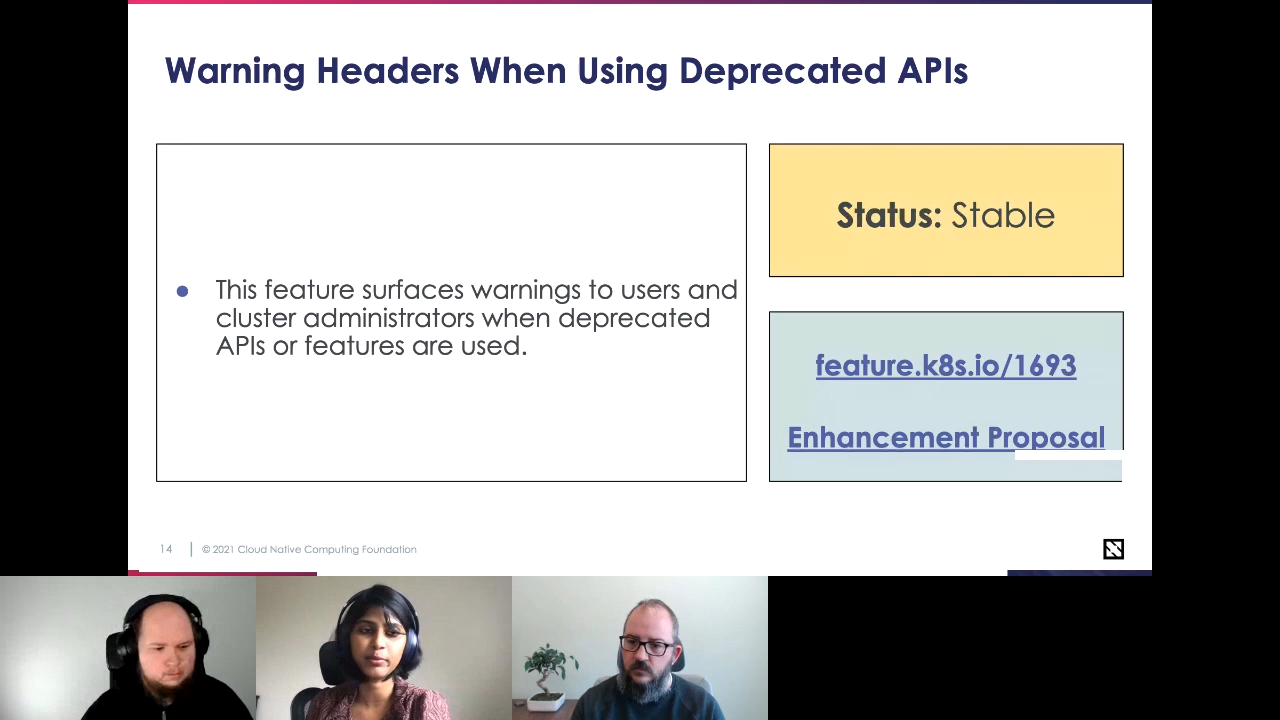 Warning Headers When Using Deprecated APIs
● This feature surfaces warnings to users and
cluster administrators when deprecated
APIs or features are used.
Status: Stable
feature.k8s.io/1693
Enhancement Proposal
14
© 2021 Cloud Native Computing Foundation